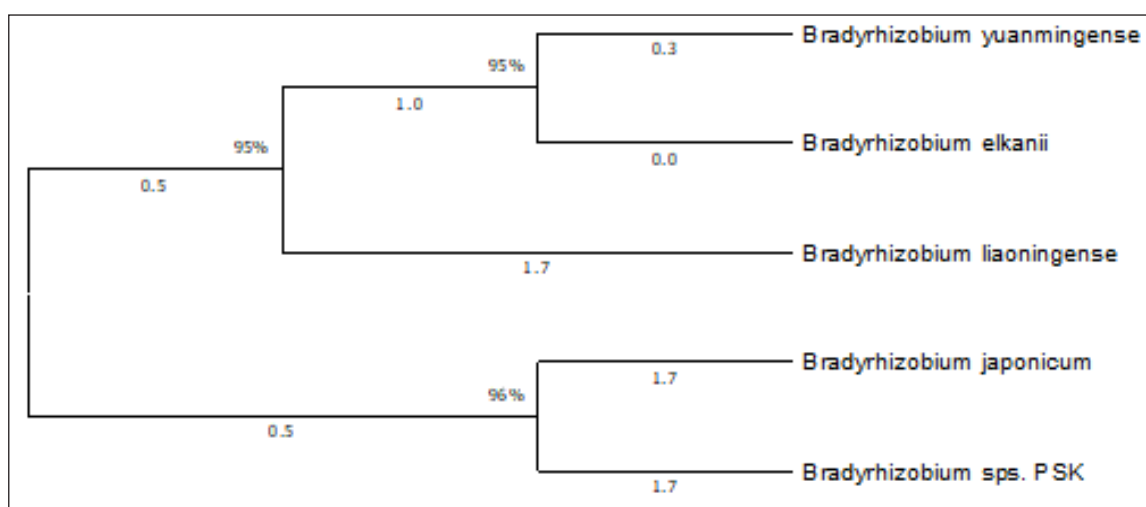 Bradyrhizobium yuanmingense
0.3
95%
1.0
Bradyrhizobium elkanii
0.0
95%
0.5
Bradyrhizobium liaoningense
1.7
Bradyrhizobium japonicum
1.7
96%
0.5
Bradyrhizobium sps. PSK
1.7